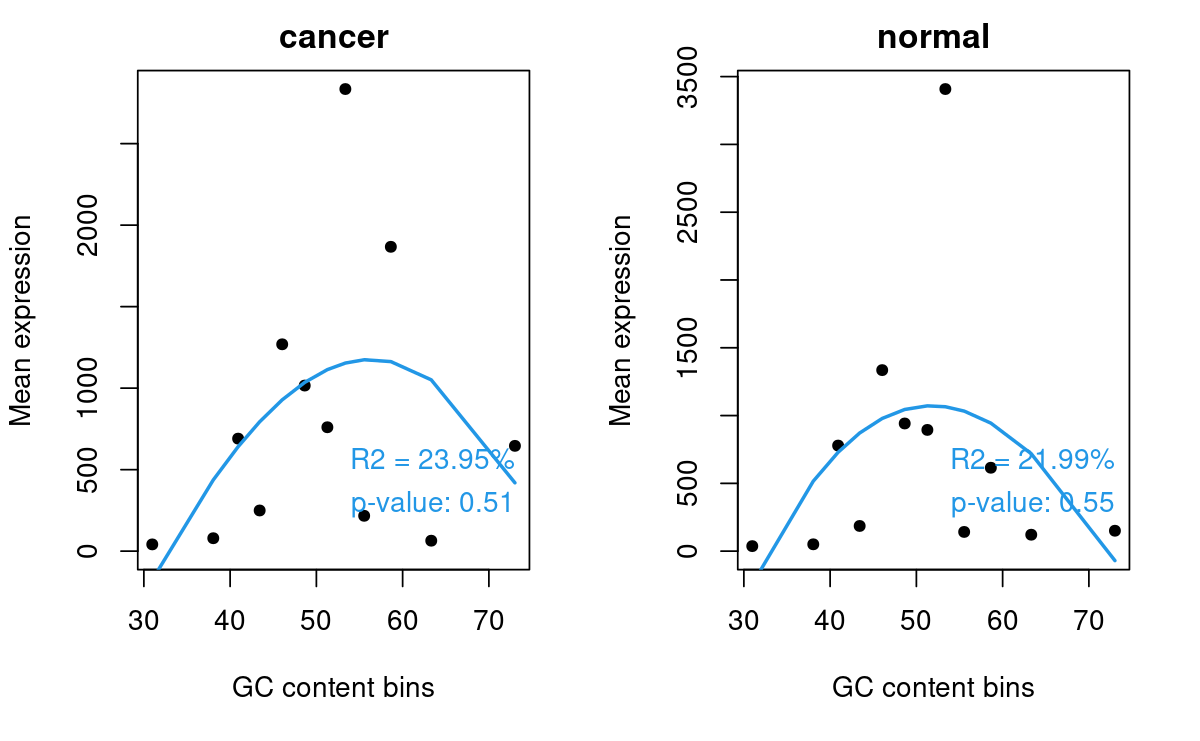 cancer
Mean expression
0 500 1000 2000
R2 = 23.95%
p-value: 0.51
30 40 50 60 70
GC content bins
normal
Mean expression
0 500 1500 2500 3500
R2 = 21.99%
p-value: 0.55
30 40 50 60 70
GC content bins